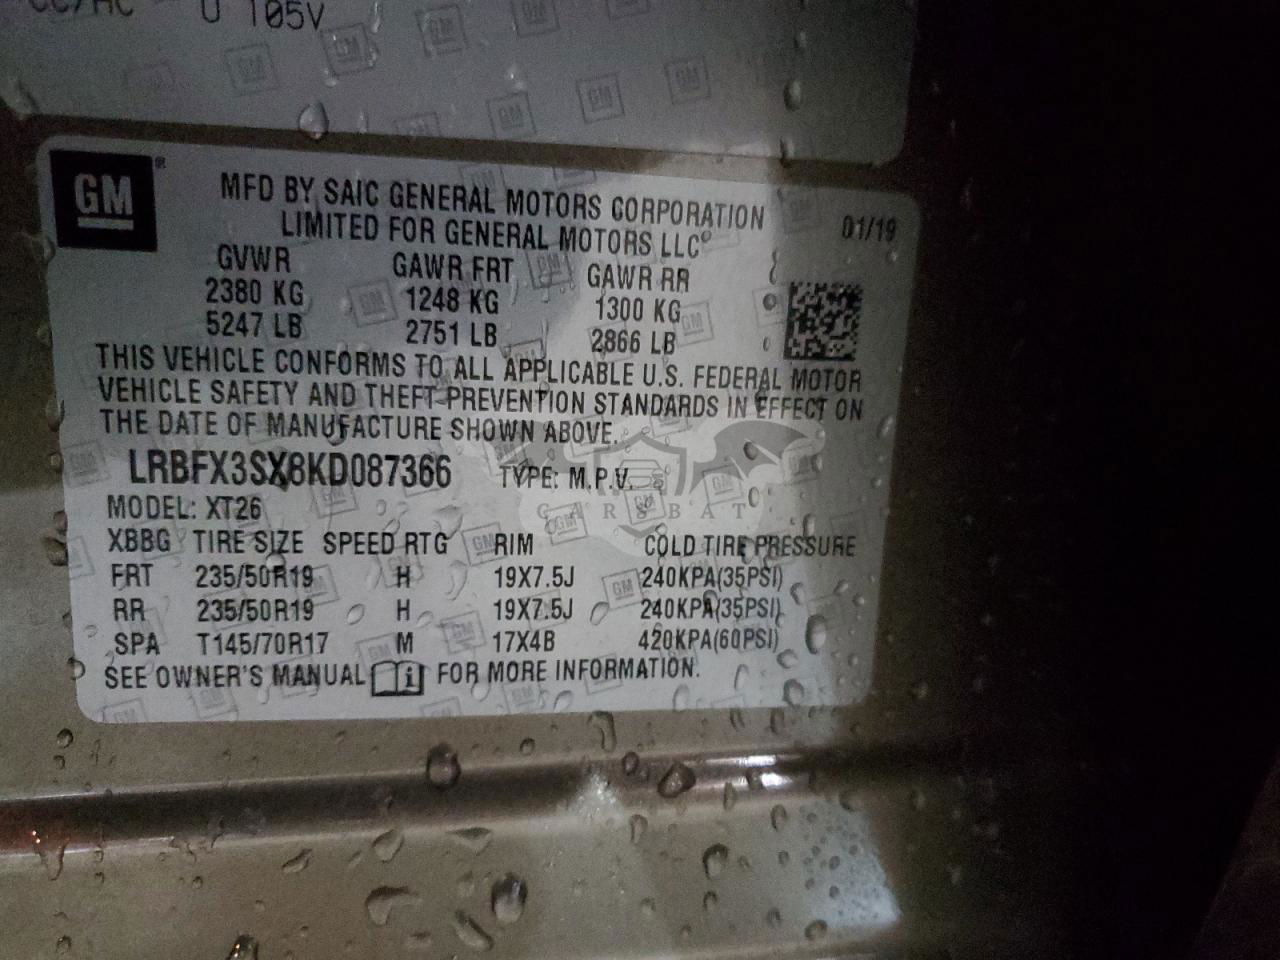 U 105V
GM
MFD BY SAIC GENERAL MOTORS CORPORATION
LIMITED FOR GENERAL MOTORS LLC
01/19
GVWR GAWR FRT GAWR RR
2380 KG 1248 KG 1300 KG
5247 LB 2751 LB 2866 LB
THIS VEHICLE CONFORMS TO ALL APPLICABLE U.S. FEDERAL MOTOR
VEHICLE SAFETY AND THEFT PREVENTION STANDARDS IN EFFECT ON
THE DATE OF MANUFACTURE SHOWN ABOVE.
LRBFX3SX8KD087366 TYPE: M.P.V.
MODEL: XT26
CARSBAT
XBBG TIRE SIZE SPEED RTG RIM COLD TIRE PRESSURE
FRT 235/50R19 H 19X7.5J 240KPA(35PSI)
RR 235/50R19 H 19X7.5J 240KPA(35PSI)
SPA T145/70R17 M 17X4B 420KPA(60PSI)
SEE OWNER'S MANUAL FOR MORE INFORMATION.